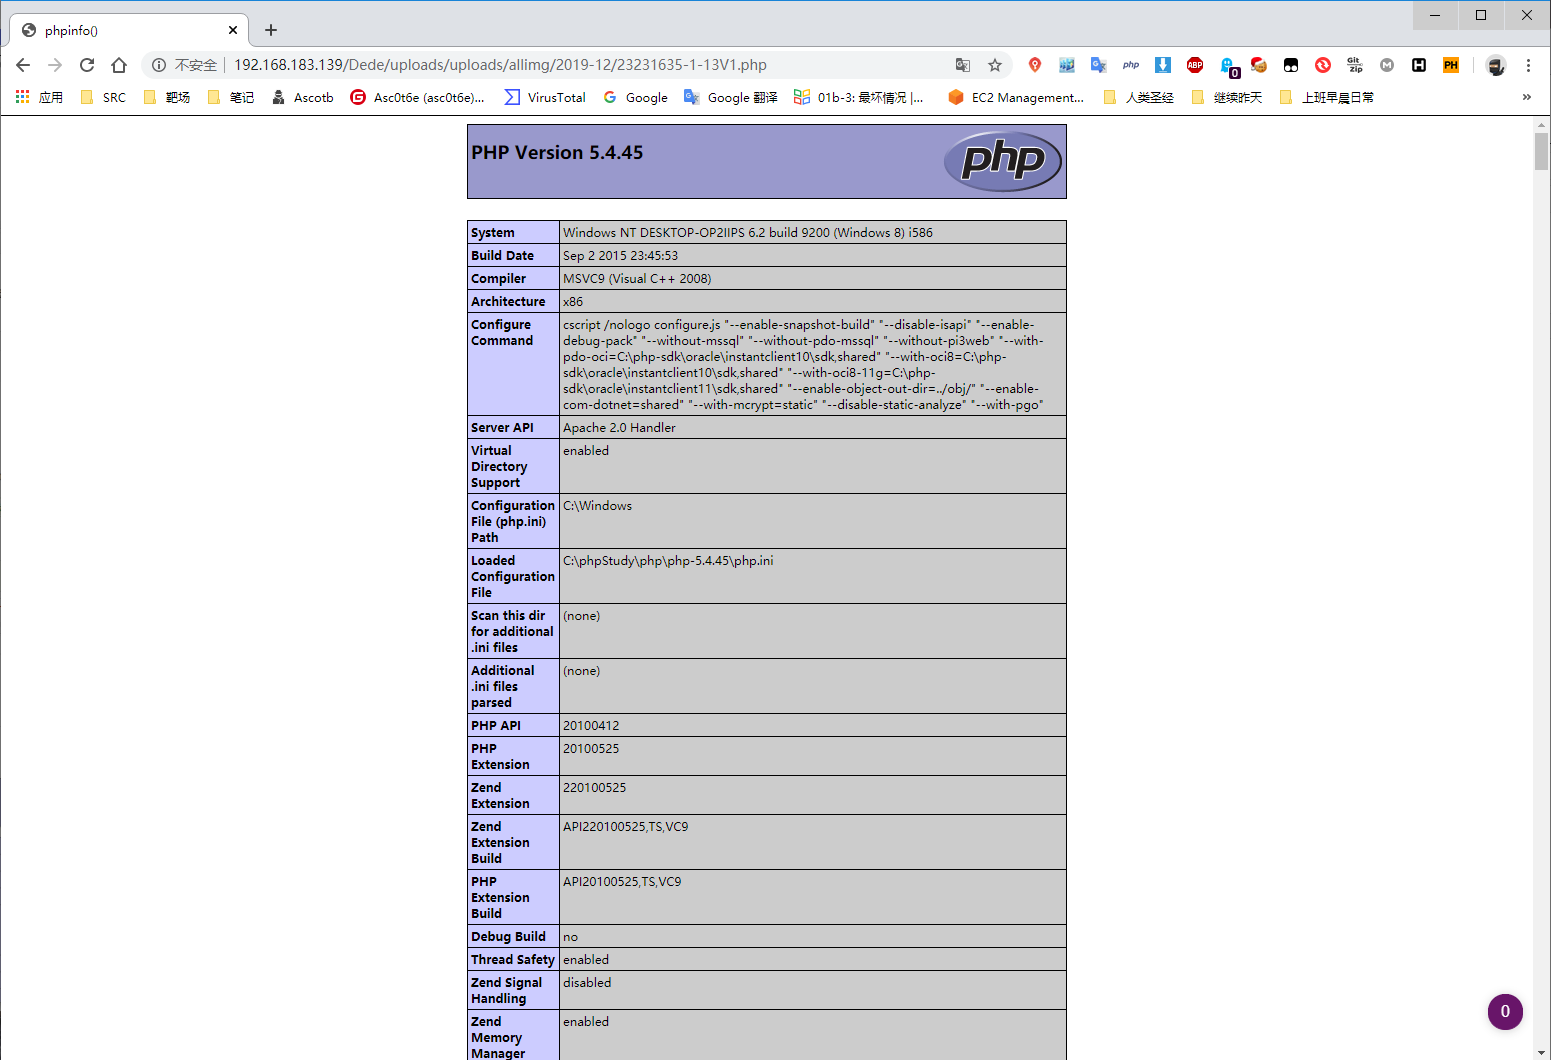 phpinfo()
不安全 192.168.183.139/Dede/uploads/uploads/allimg/2019-12/23231635-1-13V1.php
php ABP 0 Git zip M H PH
应用 SRC 靶场 笔记 Ascotb Asc0t6e (asc0t6e)... VirusTotal Google Google 翻译 01b-3: 最坏情况 |... EC2 Management... 人类圣经 继续昨天 上班早晨日常 »
PHP Version 5.4.45
php
System Windows NT DESKTOP-OP2IIPS 6.2 build 9200 (Windows 8) i586
Build Date Sep 2 2015 23:45:53
Compiler MSVC9 (Visual C++ 2008)
Architecture x86
Configure cscript /nologo configure.js "--enable-snapshot-build" "--disable-isapi" "--enable-
Command debug-pack" "--without-mssql" "--without-pdo-mssql" "--without-pi3web" "--with-
pdo-oci=C:\php-sdk\oracle\instantclient10\sdk,shared" "--with-oci8=C:\php-
sdk\oracle\instantclient10\sdk,shared" "--with-oci8-11g=C:\php-
sdk\oracle\instantclient11\sdk,shared" "--enable-object-out-dir=../obj/" "--enable-
com-dotnet=shared" "--with-mcrypt=static" "--disable-static-analyze" "--with-pgo"
Server API Apache 2.0 Handler
Virtual enabled
Directory
Support
Configuration C:\Windows
File (php.ini)
Path
Loaded C:\phpStudy\php\php-5.4.45\php.ini
Configuration
File
Scan this dir (none)
for additional
.ini files
Additional (none)
.ini files
parsed
PHP API 20100412
PHP 20100525
Extension
Zend 220100525
Extension
Zend API220100525,TS,VC9
Extension
Build
PHP API20100525,TS,VC9
Extension
Build
Debug Build no
Thread Safety enabled
Zend Signal disabled
Handling
Zend enabled
Memory
Manager
0